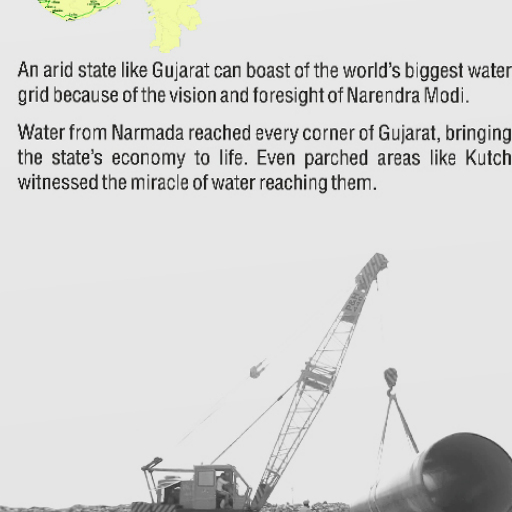 An arid state like Gujarat can boast of the world's biggest water
grid because of the vision and foresight of Narendra Modi.
Water from Narmada reached every corner of Gujarat, bringing
the state's economy to life. Even parched areas like Kutch
witnessed the miracle of water reaching them.